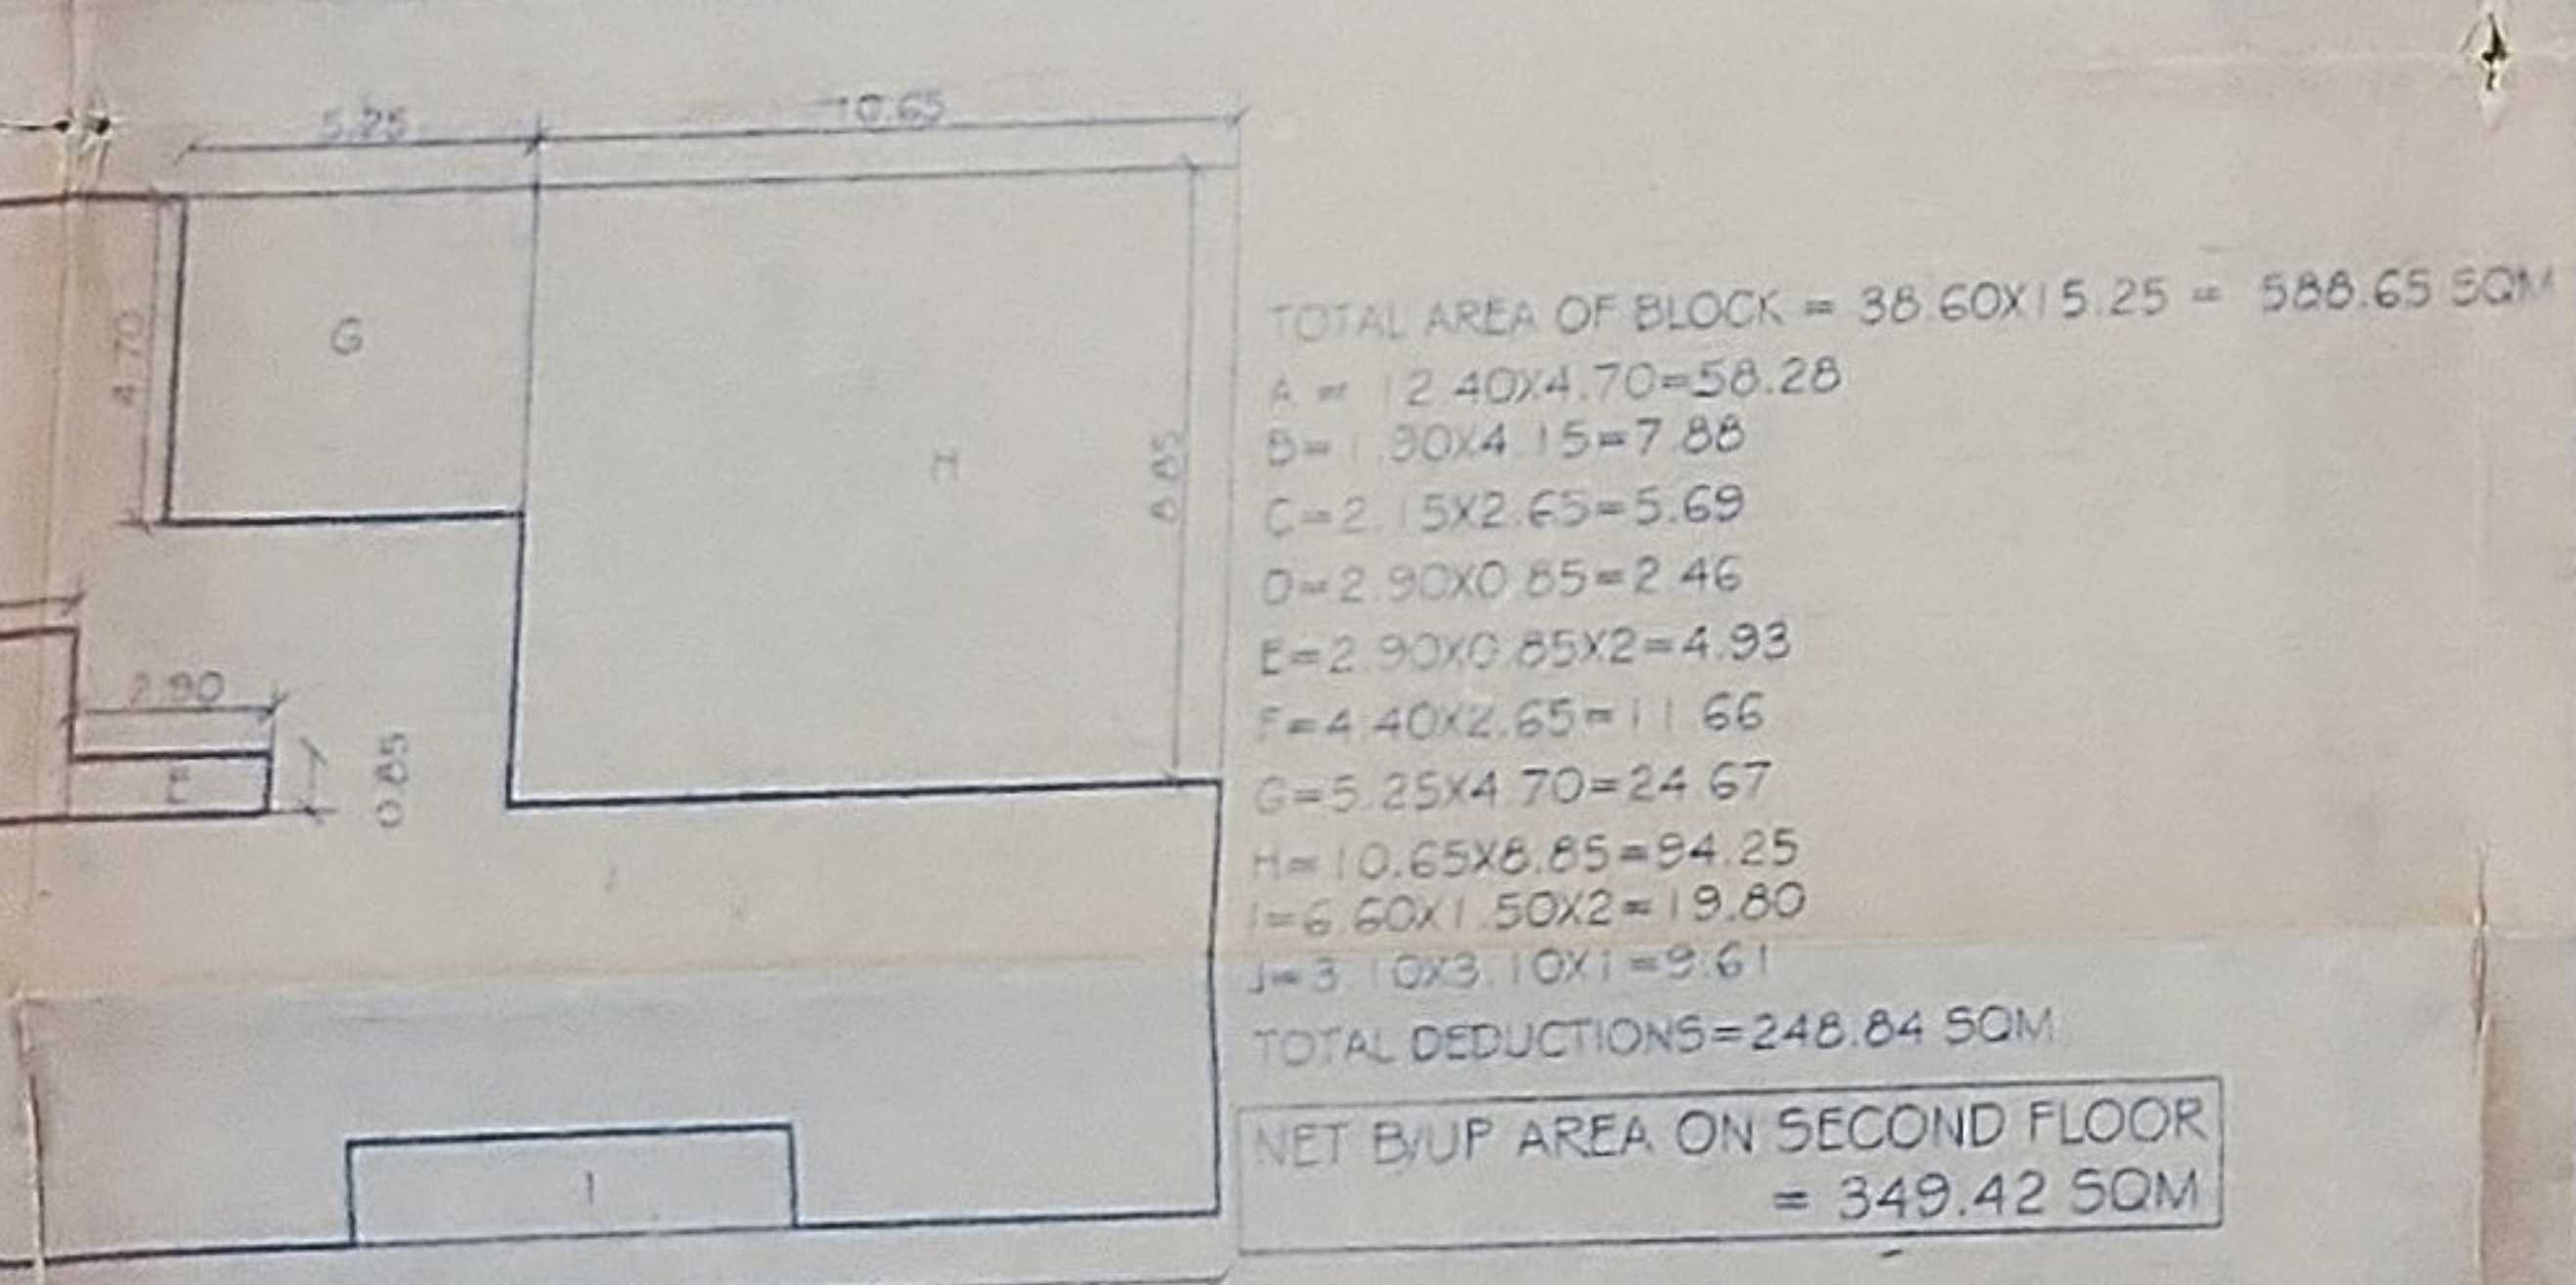 5.25
10.65
4.70
G
H
8.85
2.90
E
0.85
I
TOTAL AREA OF BLOCK = 38.60X15.25 = 588.65 SQM
A = 12.40X4.70=58.28
B=1.90X4.15=7.88
C=2.15X2.65=5.69
D=2.90X0.85=2.46
E=2.90X0.85X2=4.93
F=4.40X2.65=11.66
G=5.25X4.70=24.67
H=10.65X8.85=94.25
I=6.60X1.50X2=19.80
J=3.10X3.10X1=9.61
TOTAL DEDUCTIONS=248.84 SQM
NET B/UP AREA ON SECOND FLOOR
= 349.42 SQM